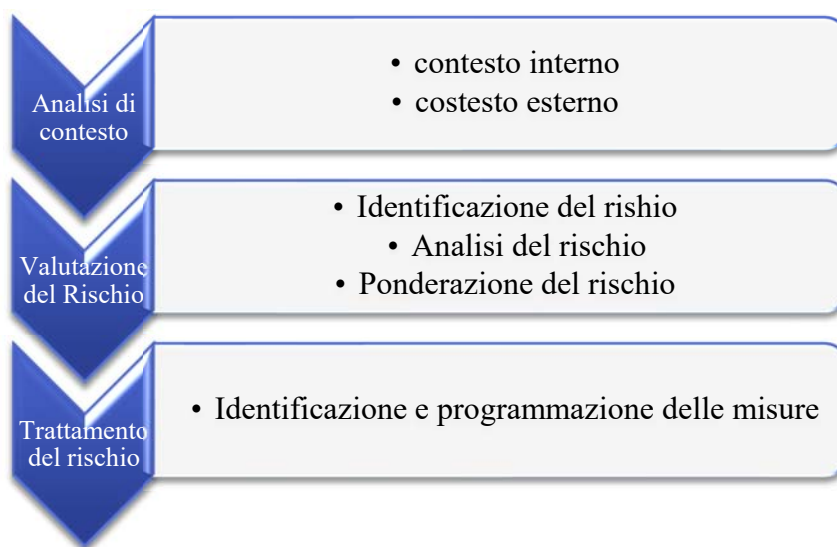 Analisi di
contesto
• contesto interno
• costesto esterno
Valutazione
del Rischio
• Identificazione del rishio
• Analisi del rischio
• Ponderazione del rischio
Trattamento
del rischio
• Identificazione e programmazione delle misure